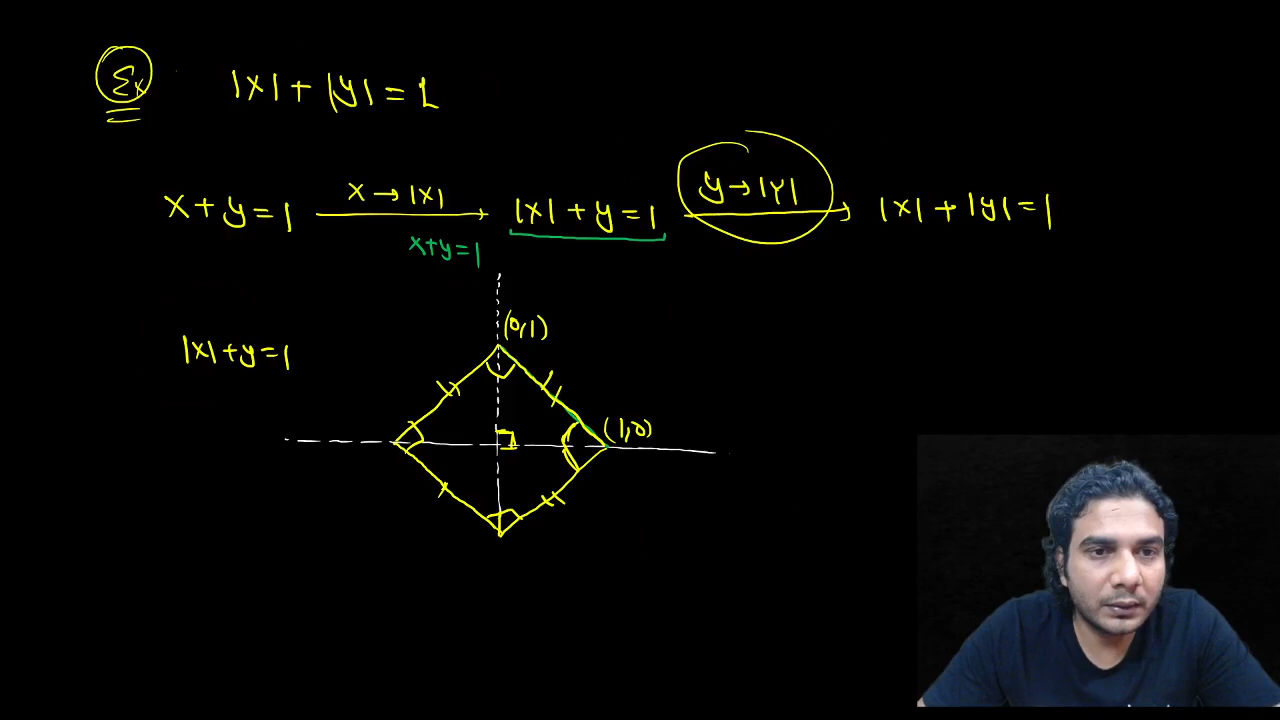 Ex |x| + |y| = 1
x + y = 1 x → |x| |x| + y = 1 y → |y| |x| + |y| = 1
x+y=1
(0,1)
|x| + y = 1
(1,0)